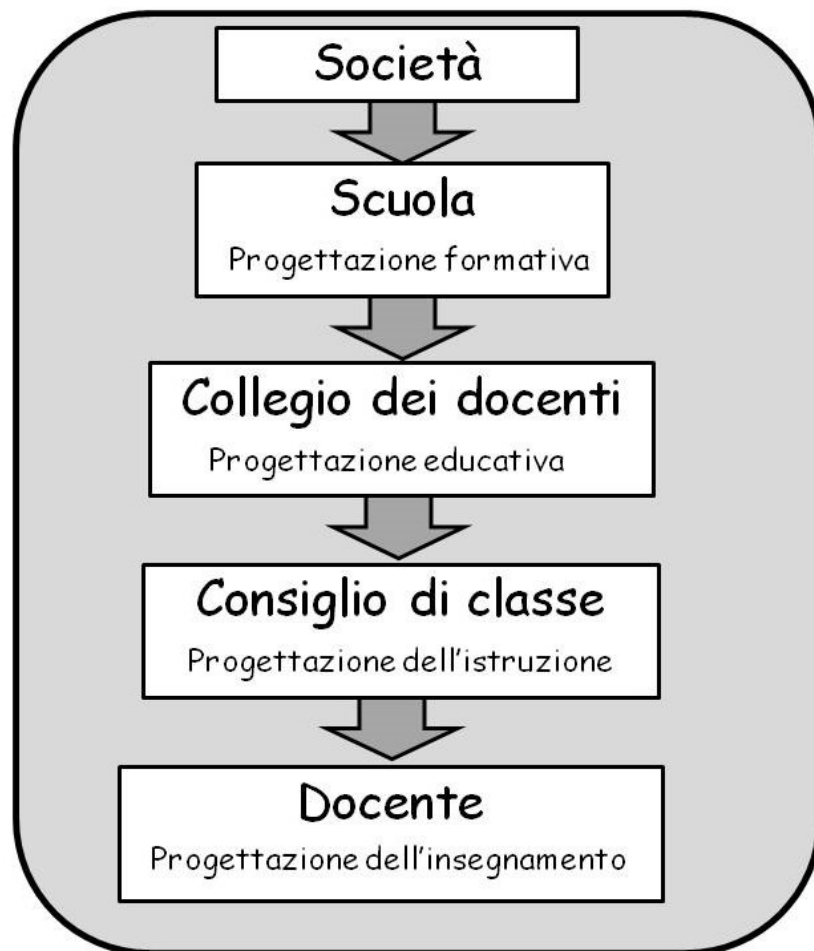 Società
Scuola
Progettazione formativa
Collegio dei docenti
Progettazione educativa
Consiglio di classe
Progettazione dell'istruzione
Docente
Progettazione dell'insegnamento